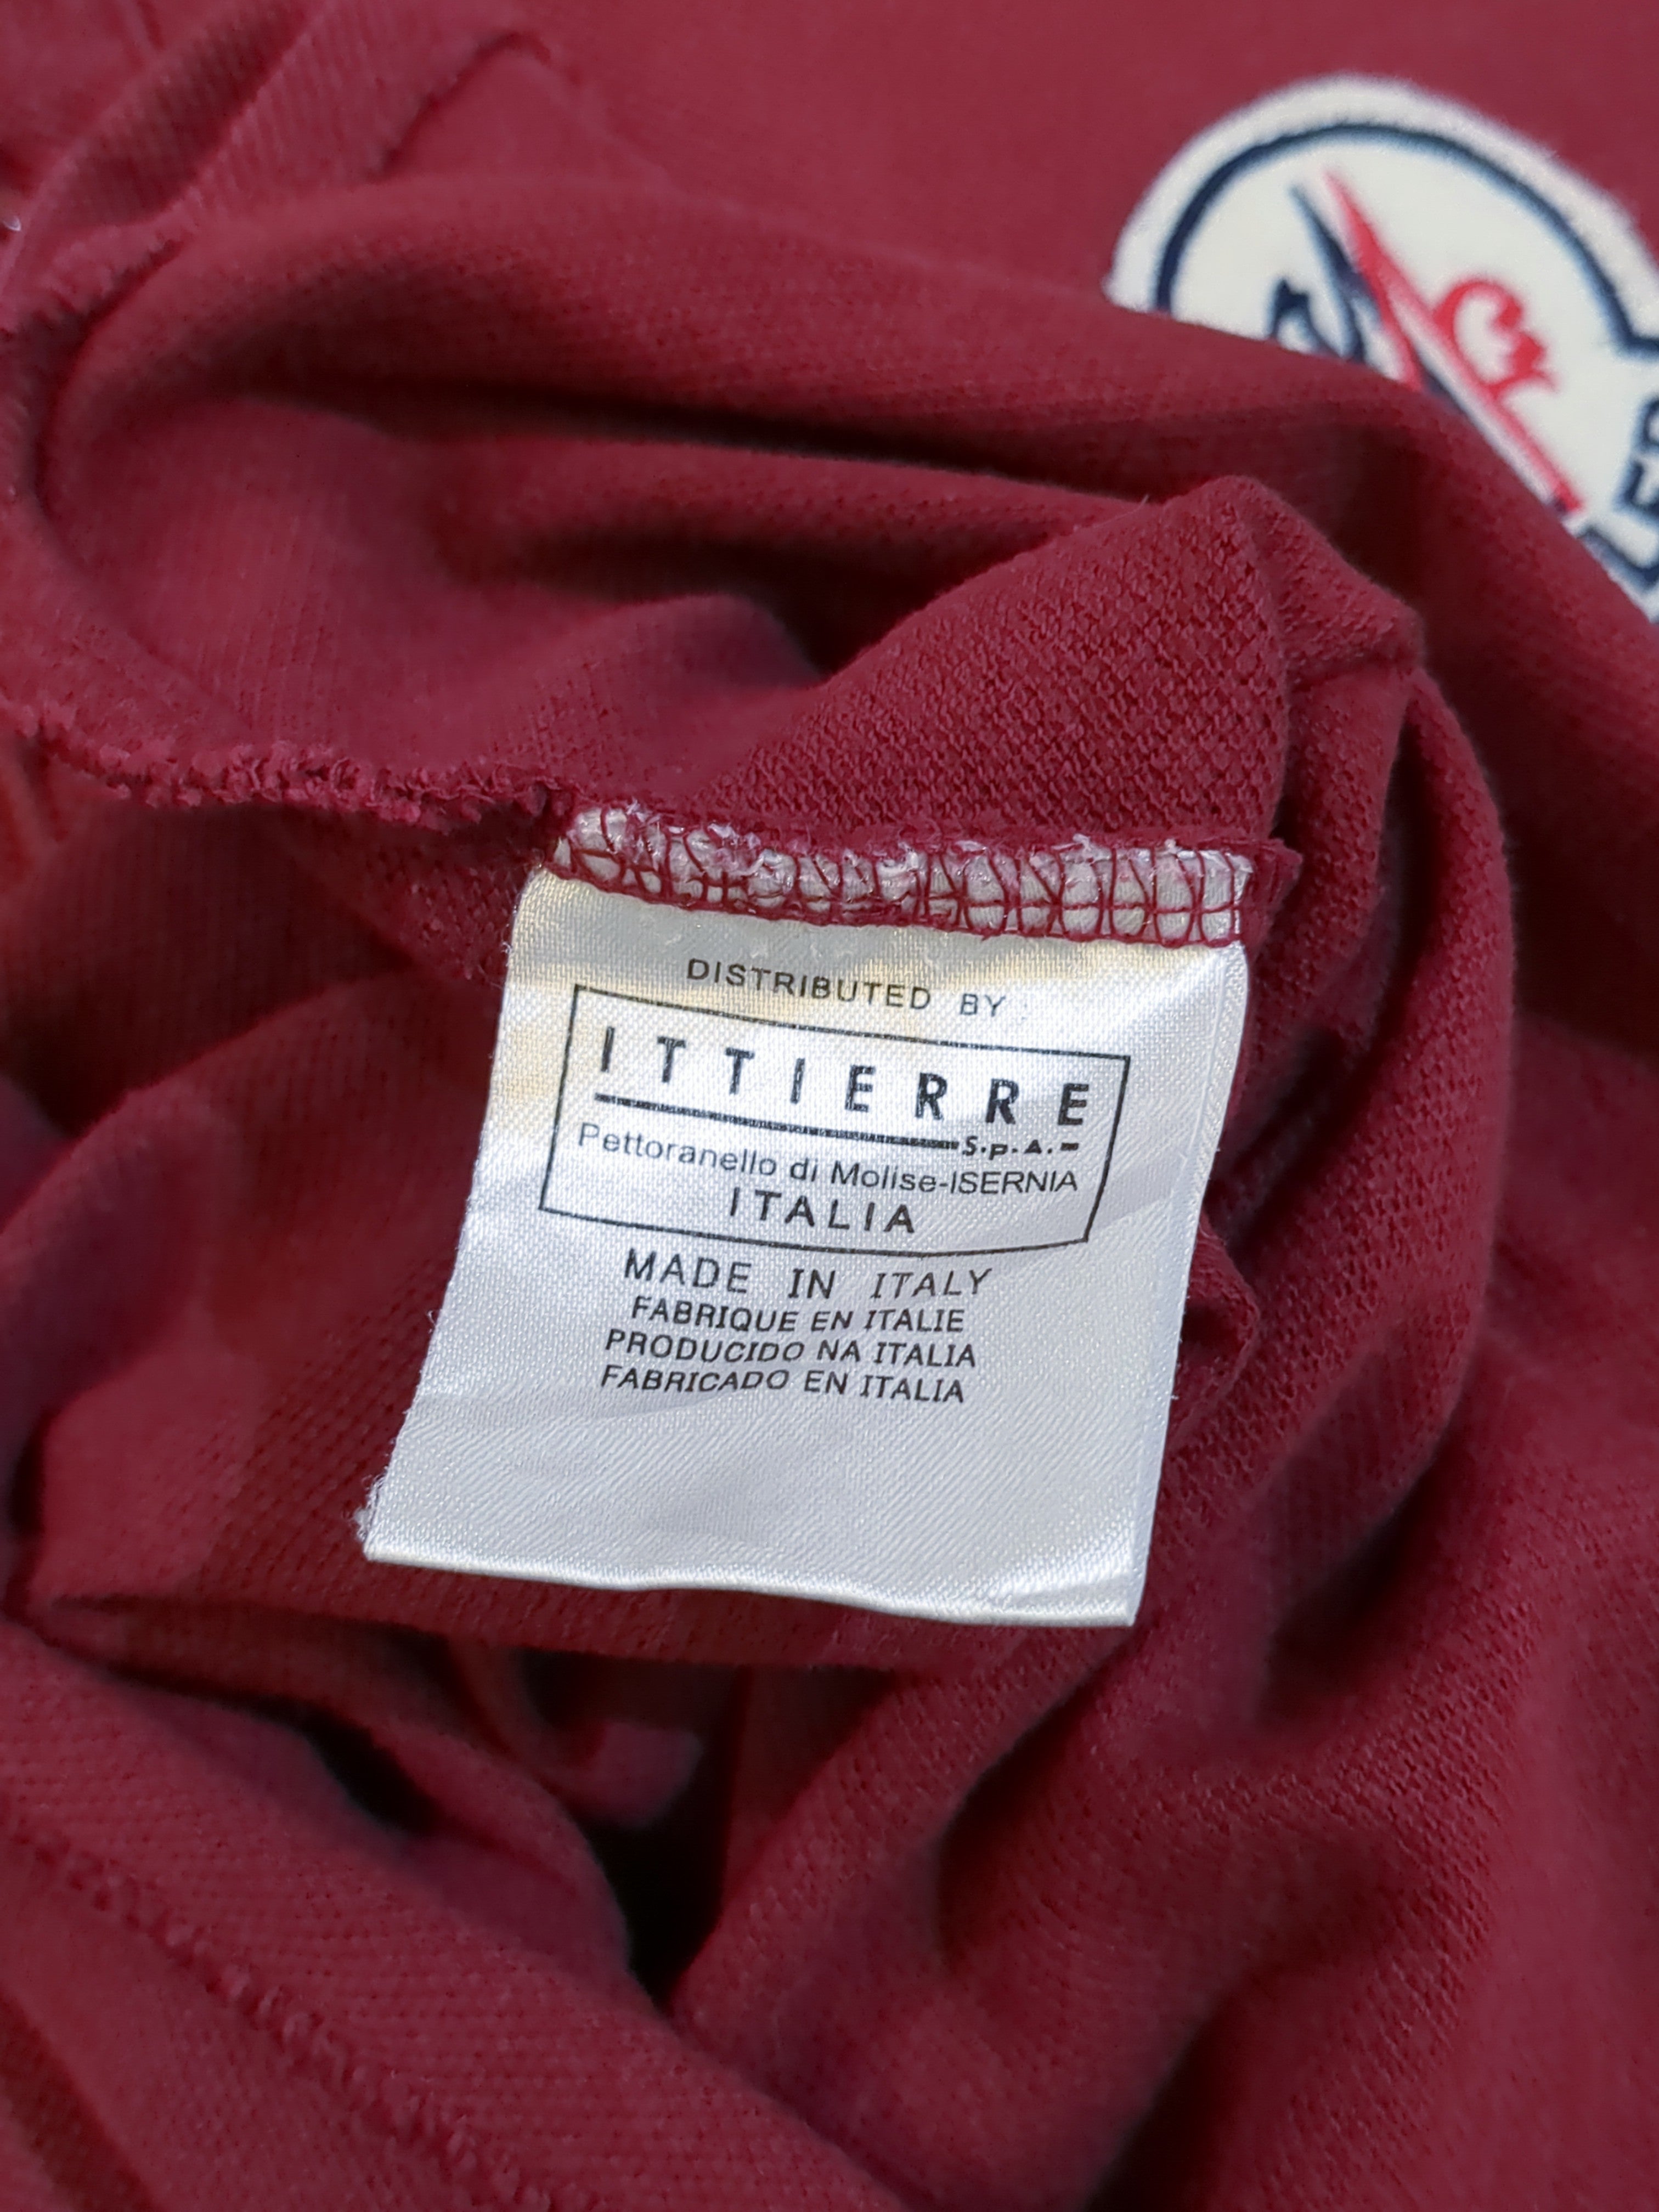 DISTRIBUTED BY
ITTIERRE
S.p.A.
Pettoranello di Molise-ISERNIA
ITALIA
MADE IN ITALY
FABRIQUE EN ITALIE
PRODUCIDO NA ITALIA
FABRICADO EN ITALIA